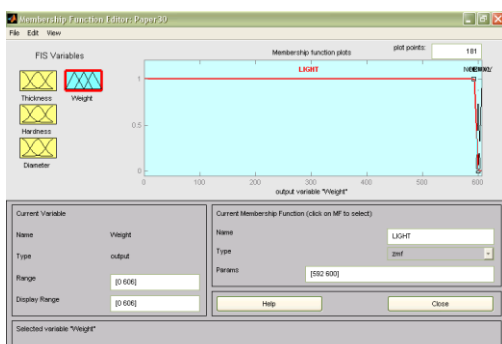 Membership Function Editor: Paper30
File Edit View
FIS Variables
Membership function plots
plot points:
181
Thickness
Weight
Hardness
Diameter
LIGHT
1
0.5
0
0 100 200 300 400 500 600
output variable "Weight"
Current Variable
Name Weight
Type output
Range [0 606]
Display Range [0 606]
Current Membership Function (click on MF to select)
Name LIGHT
Type zmf
Params [592 600]
Help Close
Selected variable "Weight"